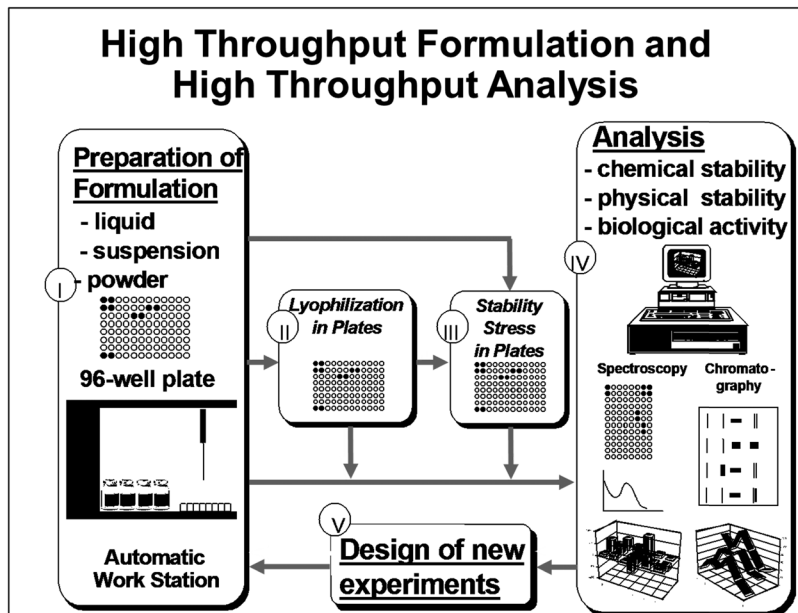 High Throughput Formulation and
High Throughput Analysis
Preparation of
Formulation
- liquid
- suspension
- powder
I
96-well plate
Automatic
Work Station
II
Lyophilization
in Plates
III
Stability
Stress
in Plates
IV
Analysis
- chemical stability
- physical stability
- biological activity
Spectroscopy
Chromato -
graphy
V
Design of new
experiments